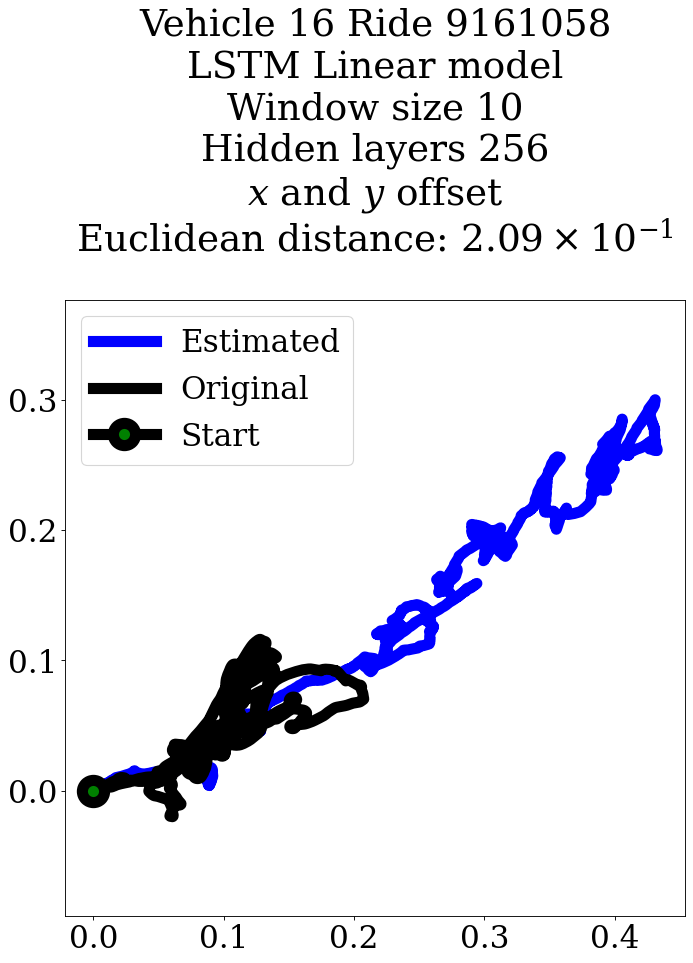 Vehicle 16 Ride 9161058
LSTM Linear model
Window size 10
Hidden layers 256
x and y offset
Euclidean distance: 2.09 × 10⁻¹
Estimated
Original
Start
0.3
0.2
0.1
0.0
0.0 0.1 0.2 0.3 0.4